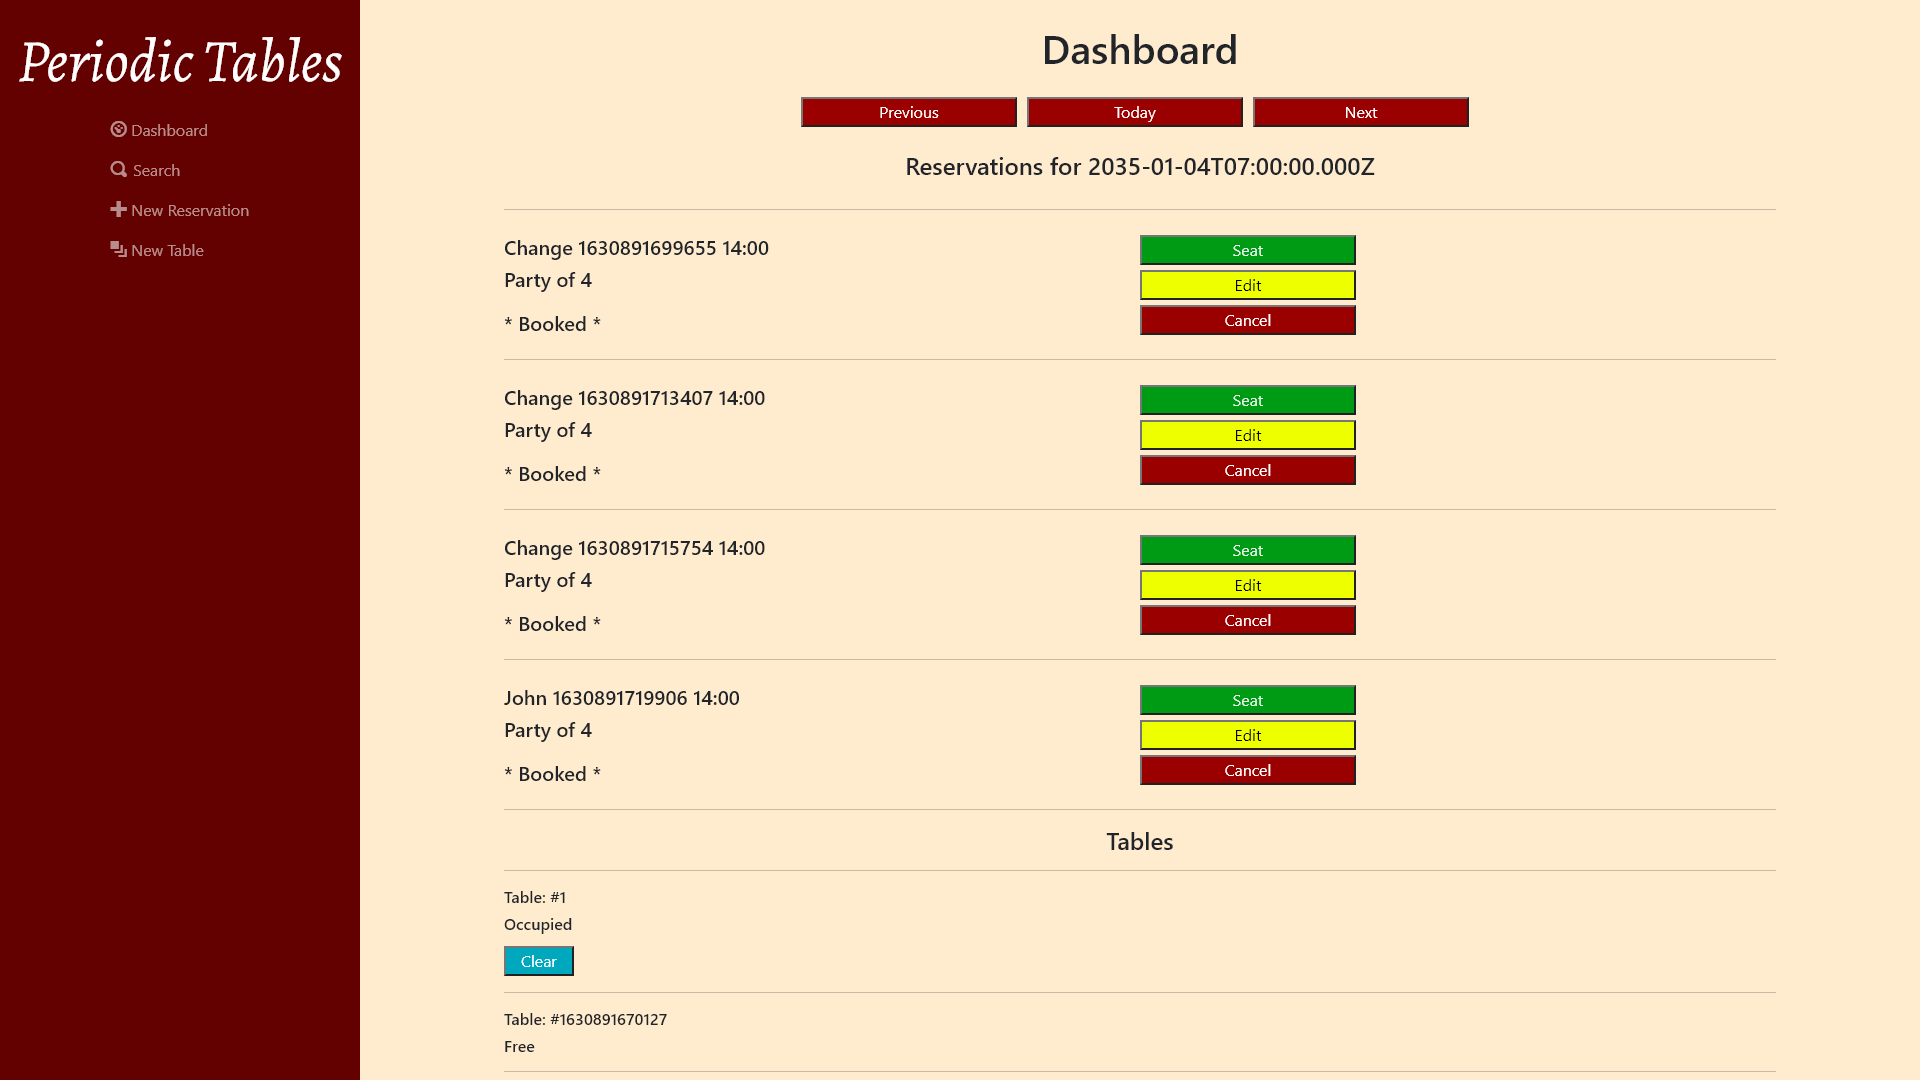 Periodic Tables
Dashboard
Search
New Reservation
New Table
Dashboard
Previous Today Next
Reservations for 2035-01-04T07:00:00.000Z
Change 1630891699655 14:00
Party of 4
* Booked *
Seat
Edit
Cancel
Change 1630891713407 14:00
Party of 4
* Booked *
Seat
Edit
Cancel
Change 1630891715754 14:00
Party of 4
* Booked *
Seat
Edit
Cancel
John 1630891719906 14:00
Party of 4
* Booked *
Seat
Edit
Cancel
Tables
Table: #1
Occupied
Clear
Table: #1630891670127
Free